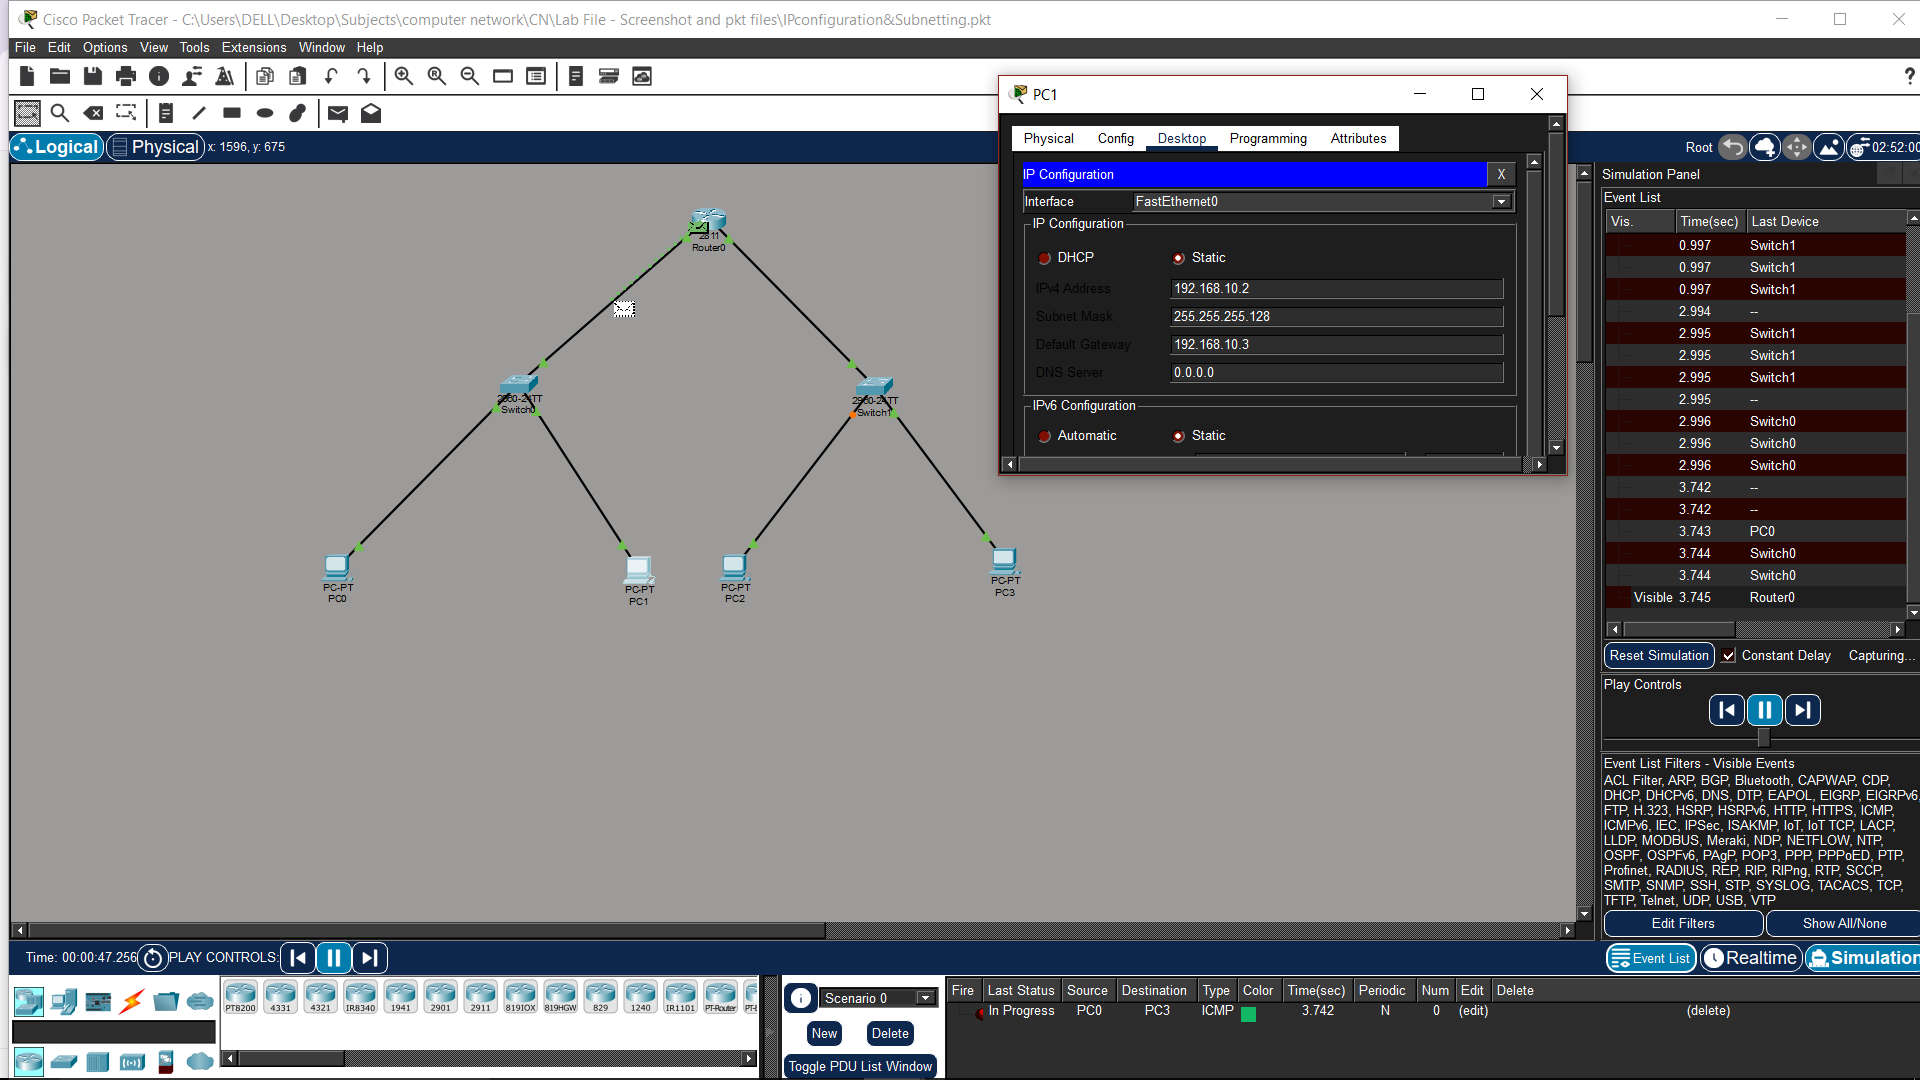 Cisco Packet Tracer - C:\Users\DELL\Desktop\Subjects\computer network\CN\Lab File - Screenshot and pkt files\IPconfiguration&Subnetting.pkt
File Edit Options View Tools Extensions Window Help
?
Logical Physical x: 1596, y: 675
Root 02:52:00
2811
Router0
2960-24TT
Switch0
2960-24TT
Switch1
PC-PT
PC0
PC-PT
PC1
PC-PT
PC2
PC-PT
PC3
PC1
Physical Config Desktop Programming Attributes
IP Configuration X
Interface FastEthernet0
IP Configuration
DHCP Static
IPv4 Address 192.168.10.2
Subnet Mask 255.255.255.128
Default Gateway 192.168.10.3
DNS Server 0.0.0.0
IPv6 Configuration
Automatic Static
Simulation Panel
Event List
Vis. Time(sec) Last Device
0.997 Switch1
0.997 Switch1
0.997 Switch1
2.994 --
2.995 Switch1
2.995 Switch1
2.995 Switch1
2.995 --
2.996 Switch0
2.996 Switch0
2.996 Switch0
3.742 --
3.742 --
3.743 PC0
3.744 Switch0
3.744 Switch0
Visible 3.745 Router0
Reset Simulation Constant Delay Capturing...
Play Controls
Event List Filters - Visible Events
ACL Filter, ARP, BGP, Bluetooth, CAPWAP, CDP,
DHCP, DHCPv6, DNS, DTP, EAPOL, EIGRP, EIGRPv6,
FTP, H.323, HSRP, HSRPv6, HTTP, HTTPS, ICMP,
ICMPv6, IEC, IPSec, ISAKMP, IoT, IoT TCP, LACP,
LLDP, MODBUS, Meraki, NDP, NETFLOW, NTP,
OSPF, OSPFv6, PAgP, POP3, PPP, PPPoED, PTP,
Profinet, RADIUS, REP, RIP, RIPng, RTP, SCCP,
SMTP, SNMP, SSH, STP, SYSLOG, TACACS, TCP,
TFTP, Telnet, UDP, USB, VTP
Edit Filters Show All/None
Time: 00:00:47.256 PLAY CONTROLS:
Event List Realtime Simulation
PT8200 4331 4321 IR8340 1941 2901 2911 819IOX 819HGW 829 1240 IR1101 PT-Router
Scenario 0
New Delete
Toggle PDU List Window
Fire Last Status Source Destination Type Color Time(sec) Periodic Num Edit Delete
In Progress PC0 PC3 ICMP 3.742 N 0 (edit) (delete)